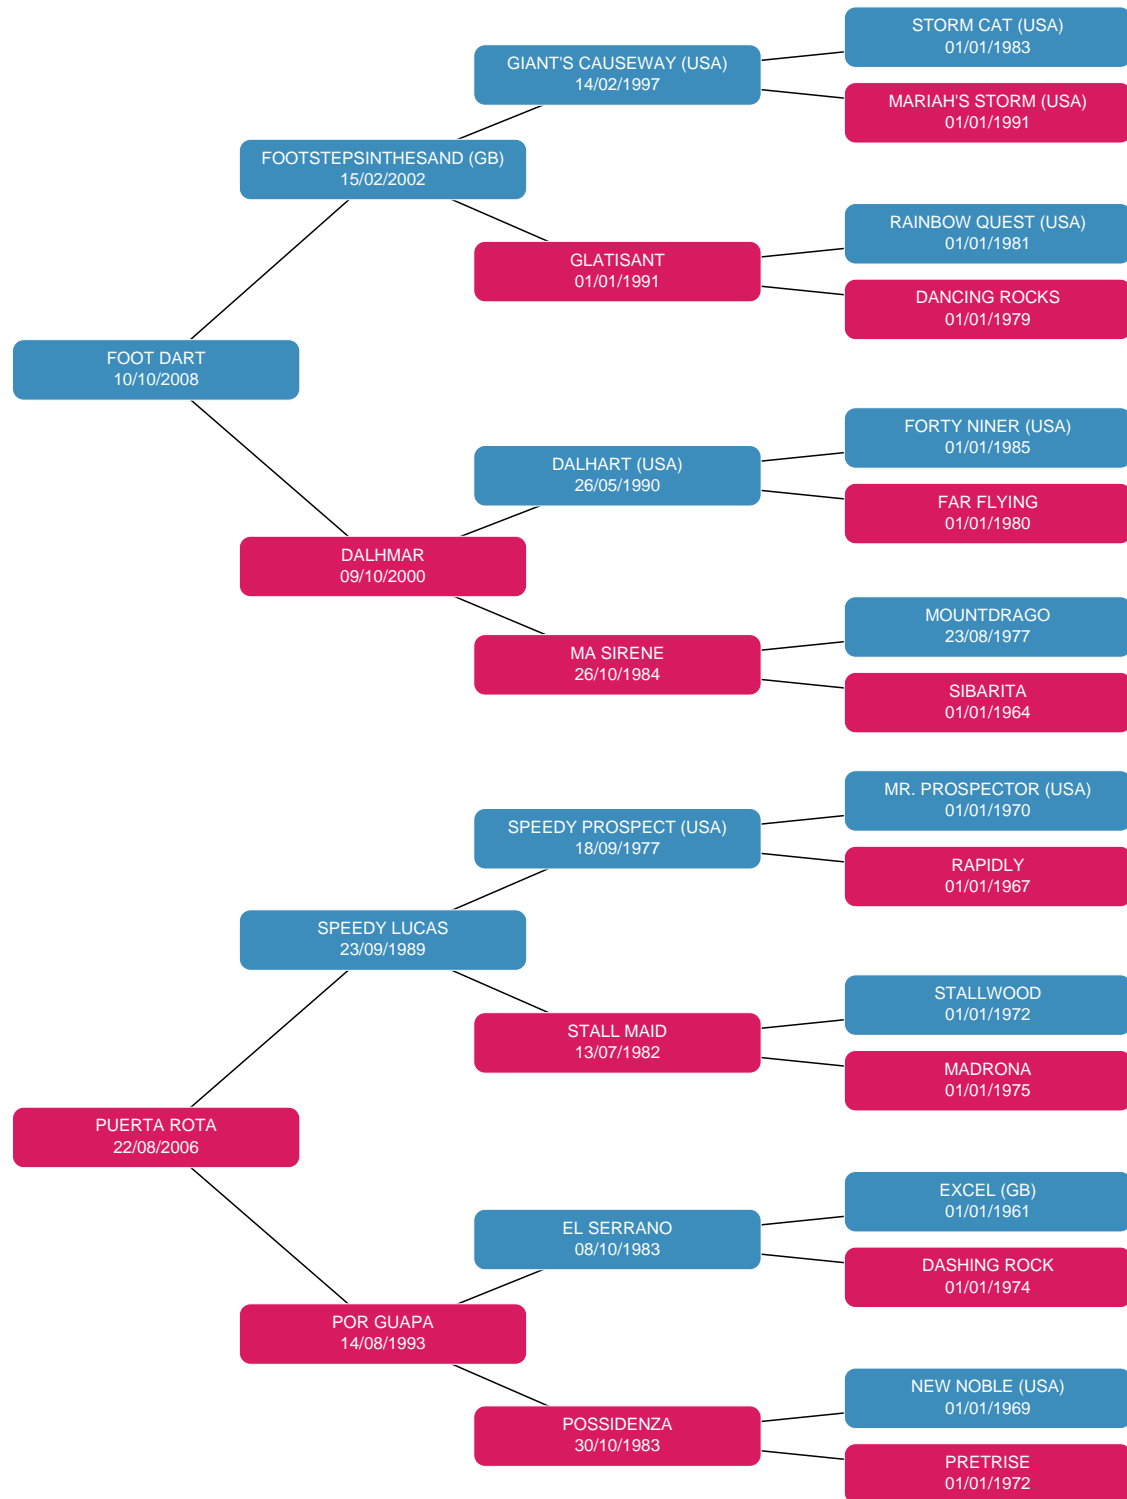 STORM CAT (USA)
01/01/1983
GIANT'S CAUSEWAY (USA)
14/02/1997
MARIAH'S STORM (USA)
01/01/1991
FOOTSTEPSINTHESAND (GB)
15/02/2002
RAINBOW QUEST (USA)
01/01/1981
GLATISANT
01/01/1991
DANCING ROCKS
01/01/1979
FOOT DART
10/10/2008
FORTY NINER (USA)
01/01/1985
DALHART (USA)
26/05/1990
FAR FLYING
01/01/1980
DALHMAR
09/10/2000
MOUNTDRAGO
23/08/1977
MA SIRENE
26/10/1984
SIBARITA
01/01/1964
MR. PROSPECTOR (USA)
01/01/1970
SPEEDY PROSPECT (USA)
18/09/1977
RAPIDLY
01/01/1967
SPEEDY LUCAS
23/09/1989
STALLWOOD
01/01/1972
STALL MAID
13/07/1982
MADRONA
01/01/1975
PUERTA ROTA
22/08/2006
EXCEL (GB)
01/01/1961
EL SERRANO
08/10/1983
DASHING ROCK
01/01/1974
POR GUAPA
14/08/1993
NEW NOBLE (USA)
01/01/1969
POSSIDENZA
30/10/1983
PRETRISE
01/01/1972